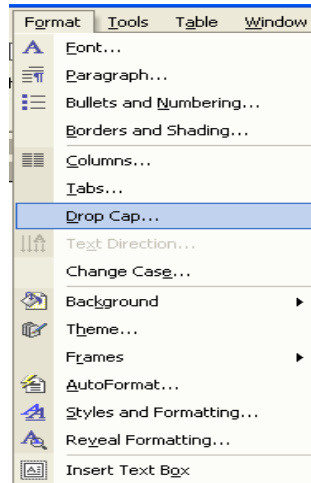 Format Tools Table Window
Font...
Paragraph...
Bullets and Numbering...
Borders and Shading...
Columns...
Tabs...
Drop Cap...
Text Direction...
Change Case...
Background
Theme...
Frames
AutoFormat...
Styles and Formatting...
Reveal Formatting...
Insert Text Box